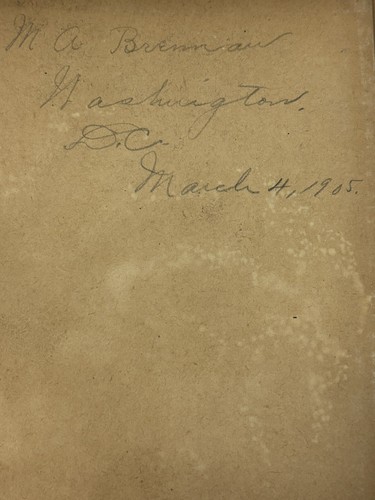 M A Brennan
Washington,
D.C.
March 4, 1905.